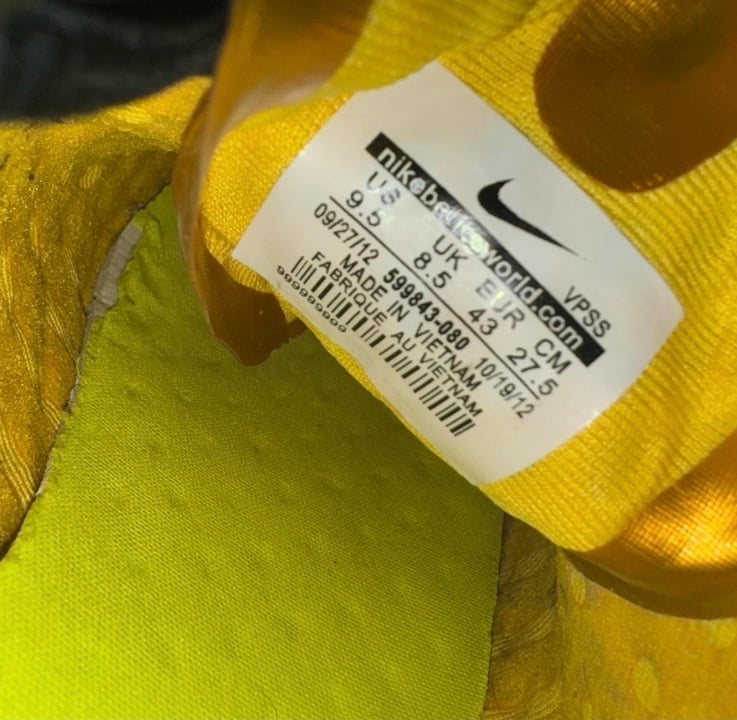 nikebetterworld.com
VPSS
US UK EUR CM
9.5 8.5 43 27.5
09/27/12 599843-080 10/19/12
MADE IN VIETNAM
FABRIQUE AU VIETNAM
9999999999